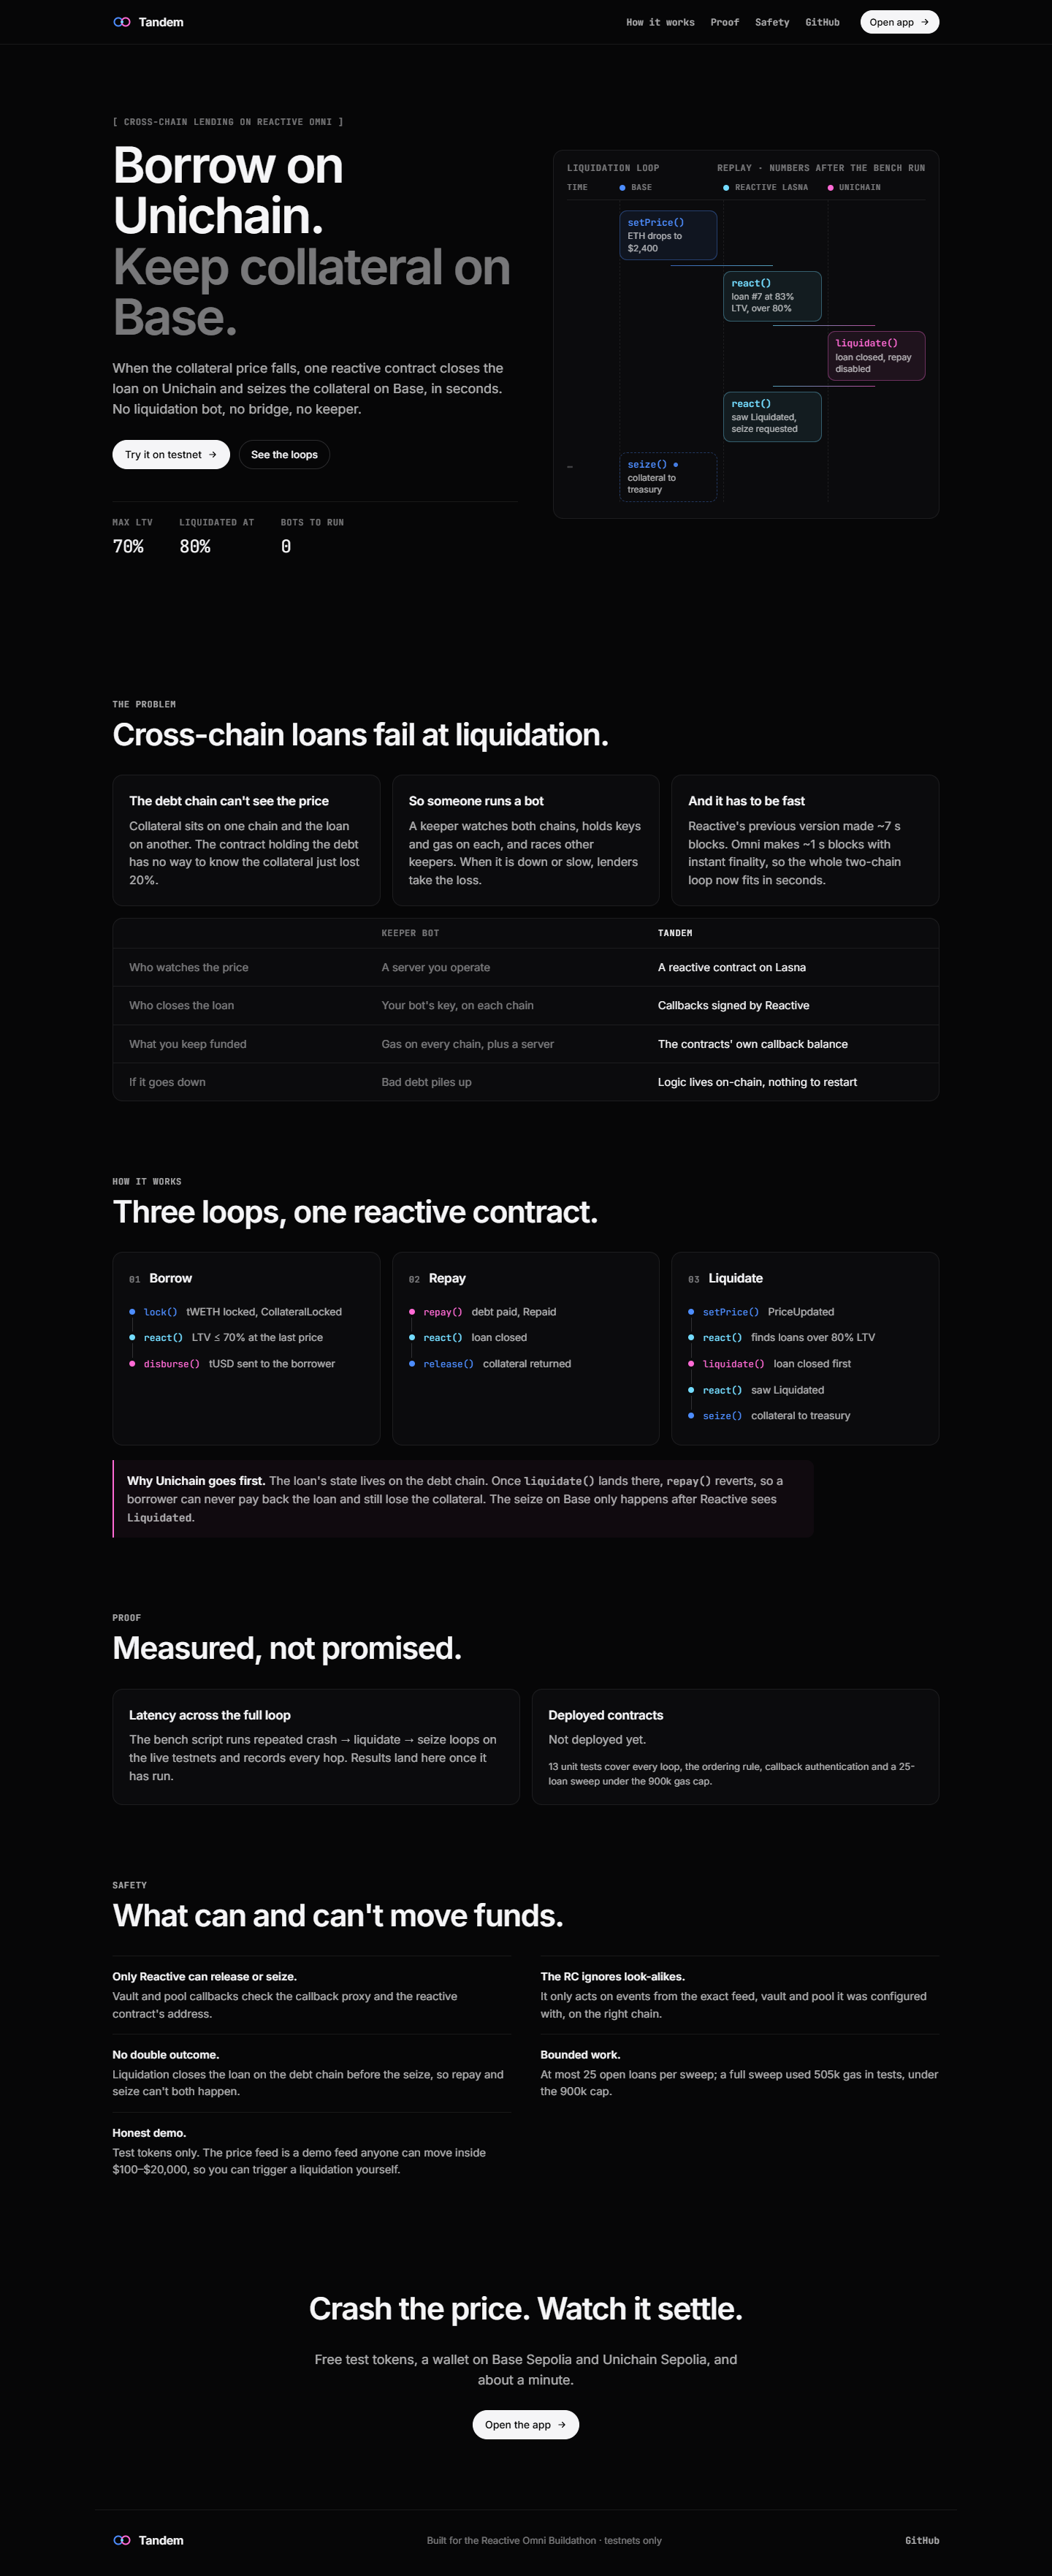 Tandem
How it works
Proof
Safety
GitHub
Open app →
[ CROSS-CHAIN LENDING ON REACTIVE OMNI ]
Borrow on
Unichain.
Keep collateral on
Base.
When the collateral price falls, one reactive contract closes the
loan on Unichain and seizes the collateral on Base, in seconds.
No liquidation bot, no bridge, no keeper.
Try it on testnet →
See the loops
MAX LTV
70%
LIQUIDATED AT
80%
BOTS TO RUN
0
LIQUIDATION LOOP
REPLAY · NUMBERS AFTER THE BENCH RUN
TIME
BASE
REACTIVE LASNA
UNICHAIN
setPrice()
ETH drops to
$2,400
react()
loan #7 at 83%
LTV, over 80%
liquidate()
loan closed, repay
disabled
react()
saw Liquidated,
seize requested
—
seize()
collateral to
treasury
THE PROBLEM
Cross-chain loans fail at liquidation.
The debt chain can't see the price
Collateral sits on one chain and the loan
on another. The contract holding the debt
has no way to know the collateral just lost
20%.
So someone runs a bot
A keeper watches both chains, holds keys
and gas on each, and races other
keepers. When it is down or slow, lenders
take the loss.
And it has to be fast
Reactive's previous version made ~7 s
blocks. Omni makes ~1 s blocks with
instant finality, so the whole two-chain
loop now fits in seconds.
KEEPER BOT
TANDEM
Who watches the price
A server you operate
A reactive contract on Lasna
Who closes the loan
Your bot's key, on each chain
Callbacks signed by Reactive
What you keep funded
Gas on every chain, plus a server
The contracts' own callback balance
If it goes down
Bad debt piles up
Logic lives on-chain, nothing to restart
HOW IT WORKS
Three loops, one reactive contract.
01 Borrow
lock() tWETH locked, CollateralLocked
react() LTV ≤ 70% at the last price
disburse() tUSD sent to the borrower
02 Repay
repay() debt paid, Repaid
react() loan closed
release() collateral returned
03 Liquidate
setPrice() PriceUpdated
react() finds loans over 80% LTV
liquidate() loan closed first
react() saw Liquidated
seize() collateral to treasury
Why Unichain goes first. The loan's state lives on the debt chain. Once liquidate() lands there, repay() reverts, so a
borrower can never pay back the loan and still lose the collateral. The seize on Base only happens after Reactive sees
Liquidated.
PROOF
Measured, not promised.
Latency across the full loop
The bench script runs repeated crash → liquidate → seize loops on
the live testnets and records every hop. Results land here once it
has run.
Deployed contracts
Not deployed yet.
13 unit tests cover every loop, the ordering rule, callback authentication and a 25-
loan sweep under the 900k gas cap.
SAFETY
What can and can't move funds.
Only Reactive can release or seize.
Vault and pool callbacks check the callback proxy and the reactive
contract's address.
The RC ignores look-alikes.
It only acts on events from the exact feed, vault and pool it was configured
with, on the right chain.
No double outcome.
Liquidation closes the loan on the debt chain before the seize, so repay and
seize can't both happen.
Bounded work.
At most 25 open loans per sweep; a full sweep used 505k gas in tests, under
the 900k cap.
Honest demo.
Test tokens only. The price feed is a demo feed anyone can move inside
$100–$20,000, so you can trigger a liquidation yourself.
Crash the price. Watch it settle.
Free test tokens, a wallet on Base Sepolia and Unichain Sepolia, and
about a minute.
Open the app →
Tandem
Built for the Reactive Omni Buildathon · testnets only
GitHub